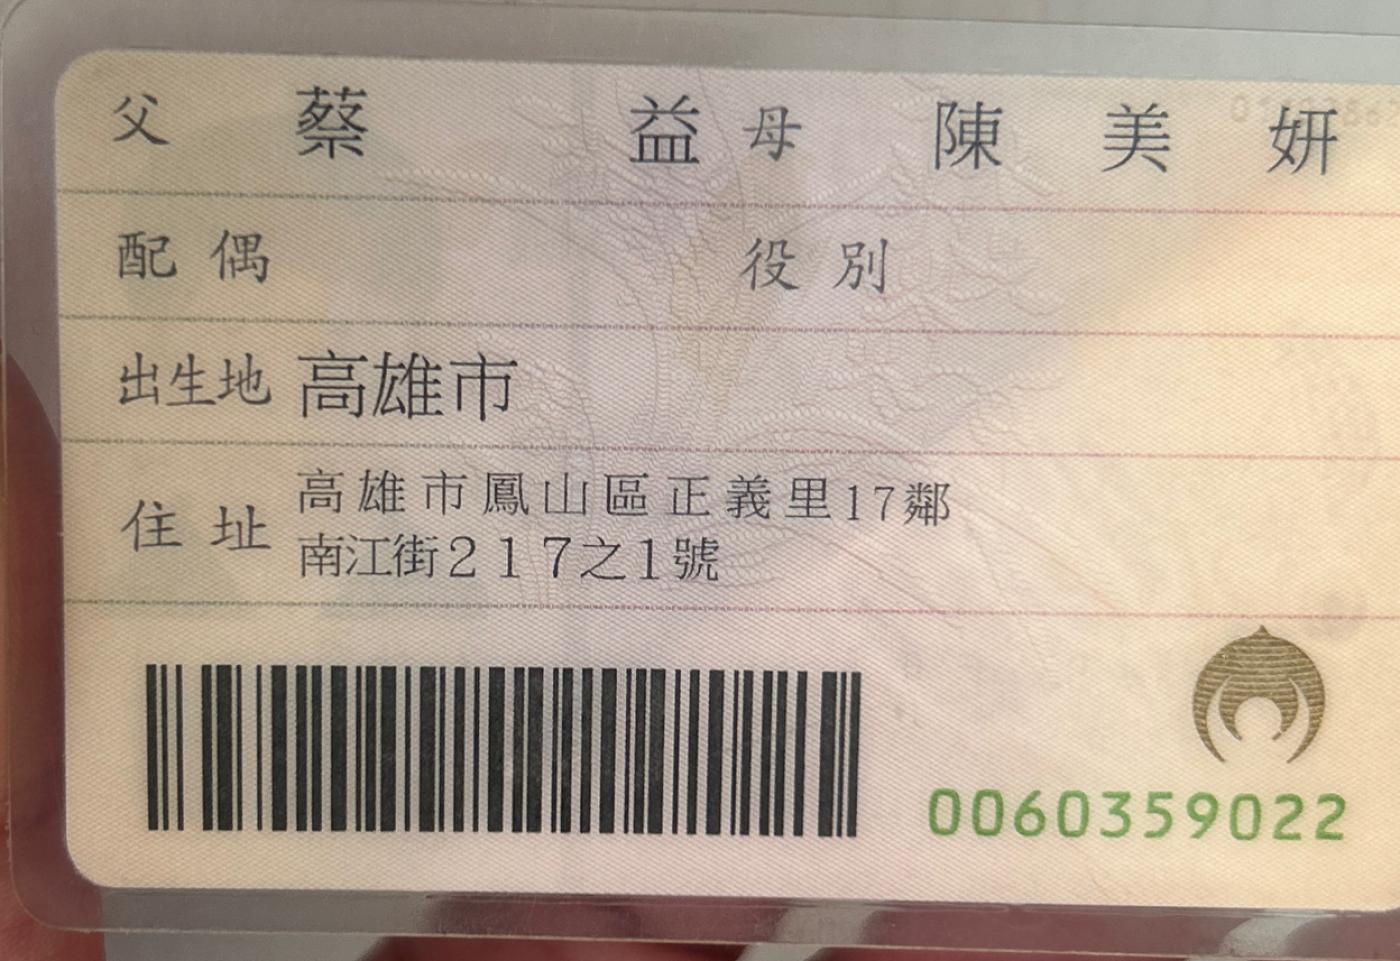 父 蔡 益 母 陳 美 妍
配偶 役別
出生地 高雄市
住址 高雄市鳳山區正義里17鄰
南江街217之1號
0060359022